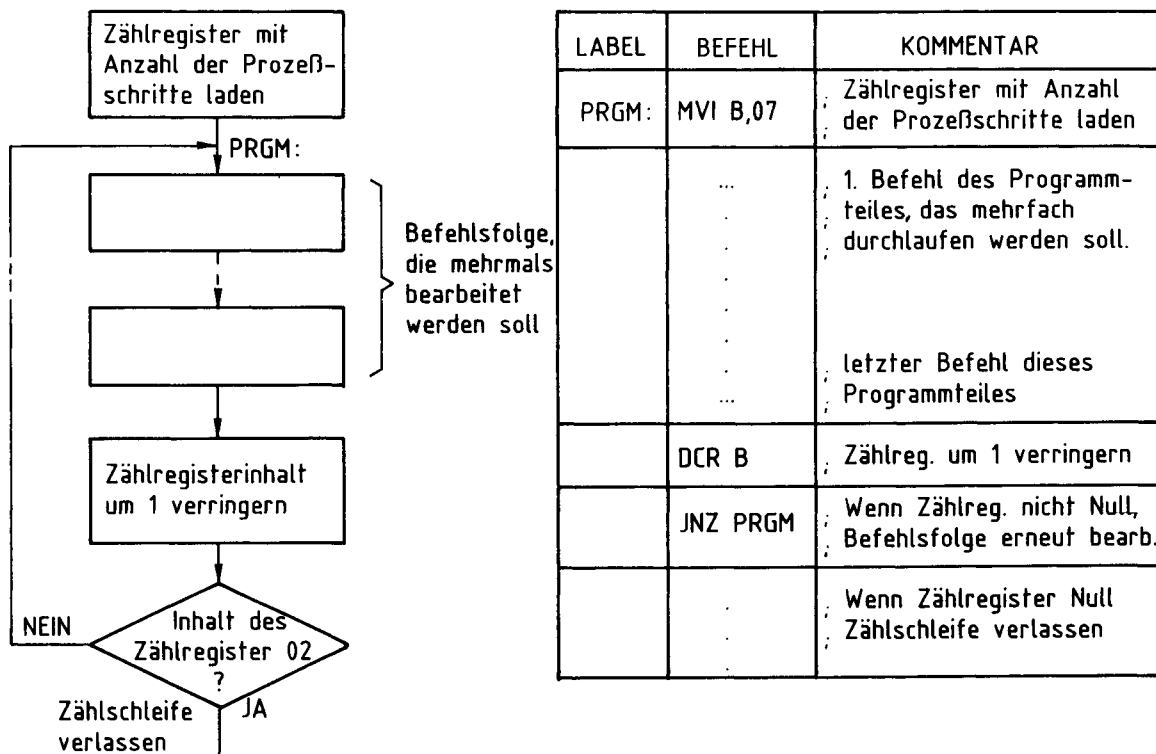 Zählregister mit
Anzahl der Prozeß-
schritte laden
PRGM:
Befehlsfolge,
die mehrmals
bearbeitet
werden soll
Zählregisterinhalt
um 1 verringern
Inhalt des
Zählregister 02
?
NEIN
JA
Zählschleife
verlassen
LABEL BEFEHL KOMMENTAR
PRGM: MVI B,07 ; Zählregister mit Anzahl
; der Prozeßschritte laden
... ; 1. Befehl des Programm-
. ; teiles, das mehrfach
. ; durchlaufen werden soll.
.
.
. ; letzter Befehl dieses
... ; Programmteiles
DCR B ; Zählreg. um 1 verringern
JNZ PRGM ; Wenn Zählreg. nicht Null,
; Befehlsfolge erneut bearb.
. ; Wenn Zählregister Null
. ; Zählschleife verlassen
. ;